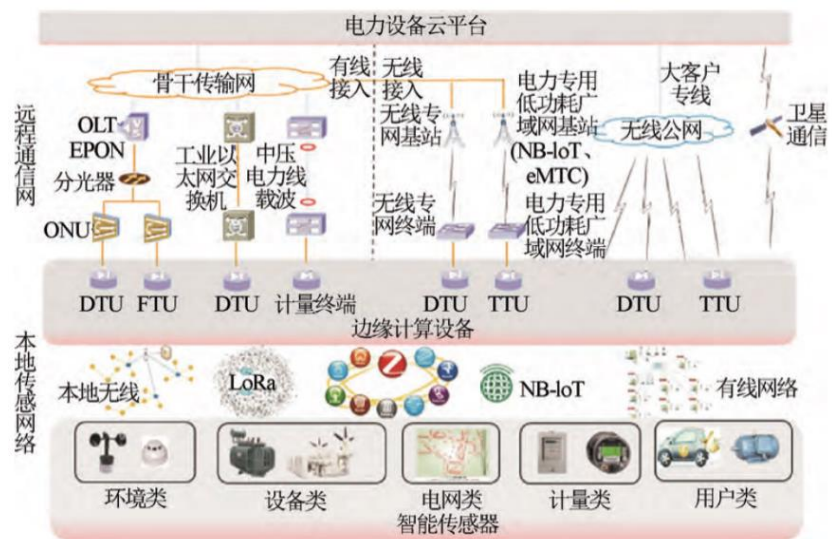 电力设备云平台
远程通信网
骨干传输网
有线
接入
无线
接入
OLT
EPON
分光器
ONU
工业以
太网交
换机
中压
电力线
载波
无线专
网基站
无线专
网终端
电力专用
低功耗广
域网基站
(NB-loT、
eMTC)
电力专用
低功耗广
域网终端
大客户
专线
无线公网
卫星
通信
DTU
FTU
DTU
计量终端
DTU
TTU
DTU
TTU
边缘计算设备
本地传感网络
本地无线
LoRa
Z
NB-loT
有线网络
环境类
设备类
电网类
计量类
用户类
智能传感器